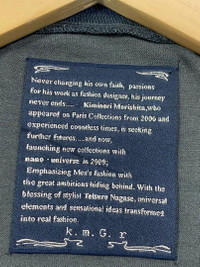 Never changing his own faith, passions
for his work as fashion designer, his journey
never ends.... Kiminori Morishita, who
appeared on Paris Collections from 2006 and
experienced countless times, is seeking
further futures....and now,
launching new collections with
nano・universe in 2009;
Emphasizing Men's fashion with
the great ambitions hiding behind. With the
blessing of stylist Tetsuro Nagase, universal
elements and sensational ideas transformed
into real fashion.
k.m.G.r